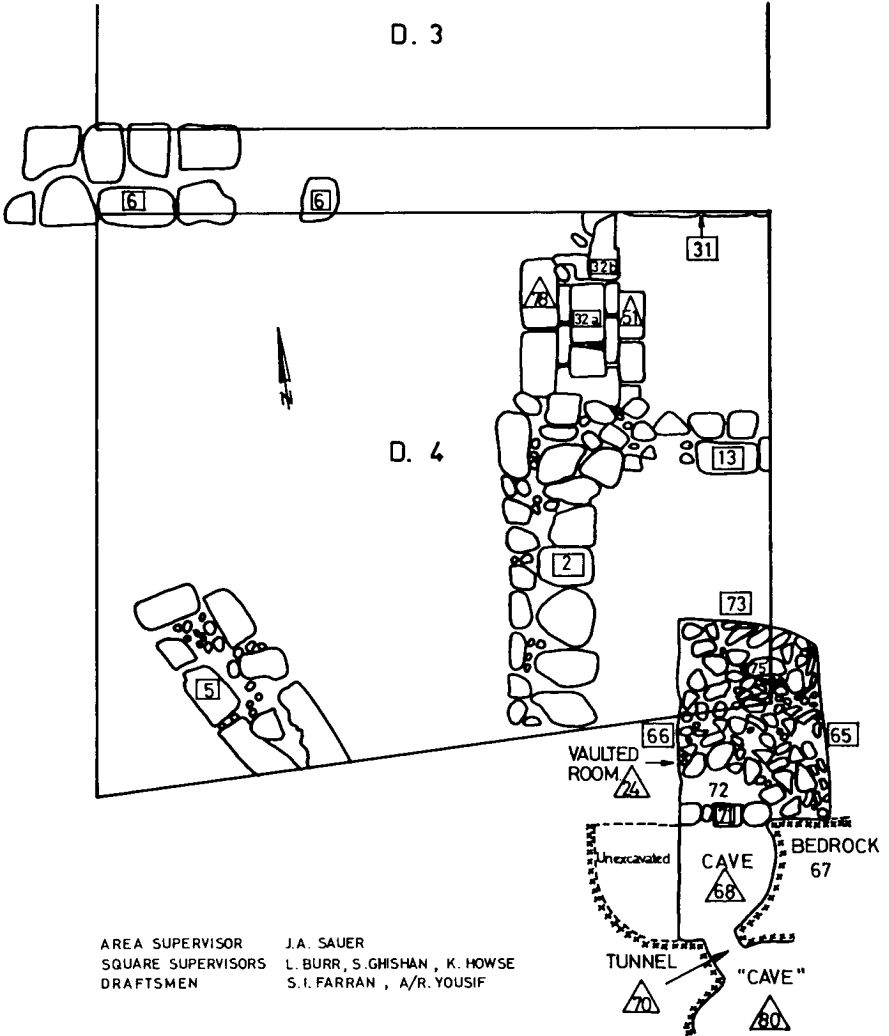 D. 3
6
6
31
32b
78
32a
51
N
D. 4
13
2
73
75
5
66
65
VAULTED
ROOM
24
72
71
BEDROCK
67
Unexcavated
CAVE
68
AREA SUPERVISOR J.A. SAUER
SQUARE SUPERVISORS L. BURR, S.GHISHAN, K. HOWSE
DRAFTSMEN S.I. FARRAN, A/R. YOUSIF
TUNNEL
70
"CAVE"
80